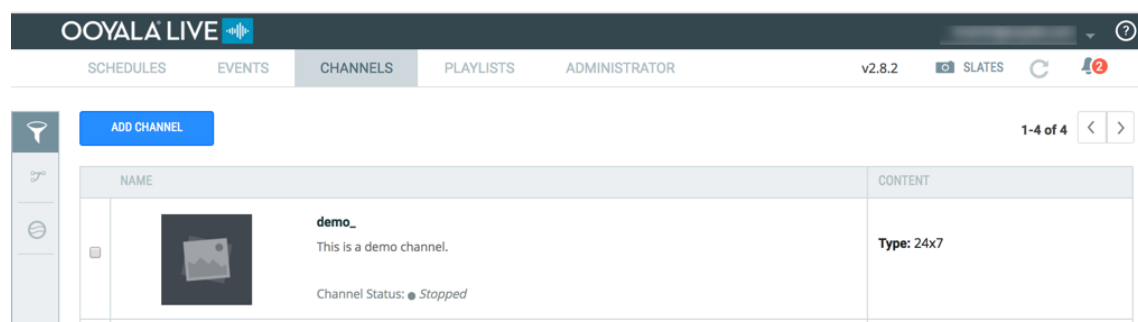 OOYALA LIVE
?
SCHEDULES EVENTS CHANNELS PLAYLISTS ADMINISTRATOR v2.8.2 SLATES 2
ADD CHANNEL 1-4 of 4 < >
NAME CONTENT
demo_
This is a demo channel. Type: 24x7
Channel Status: Stopped